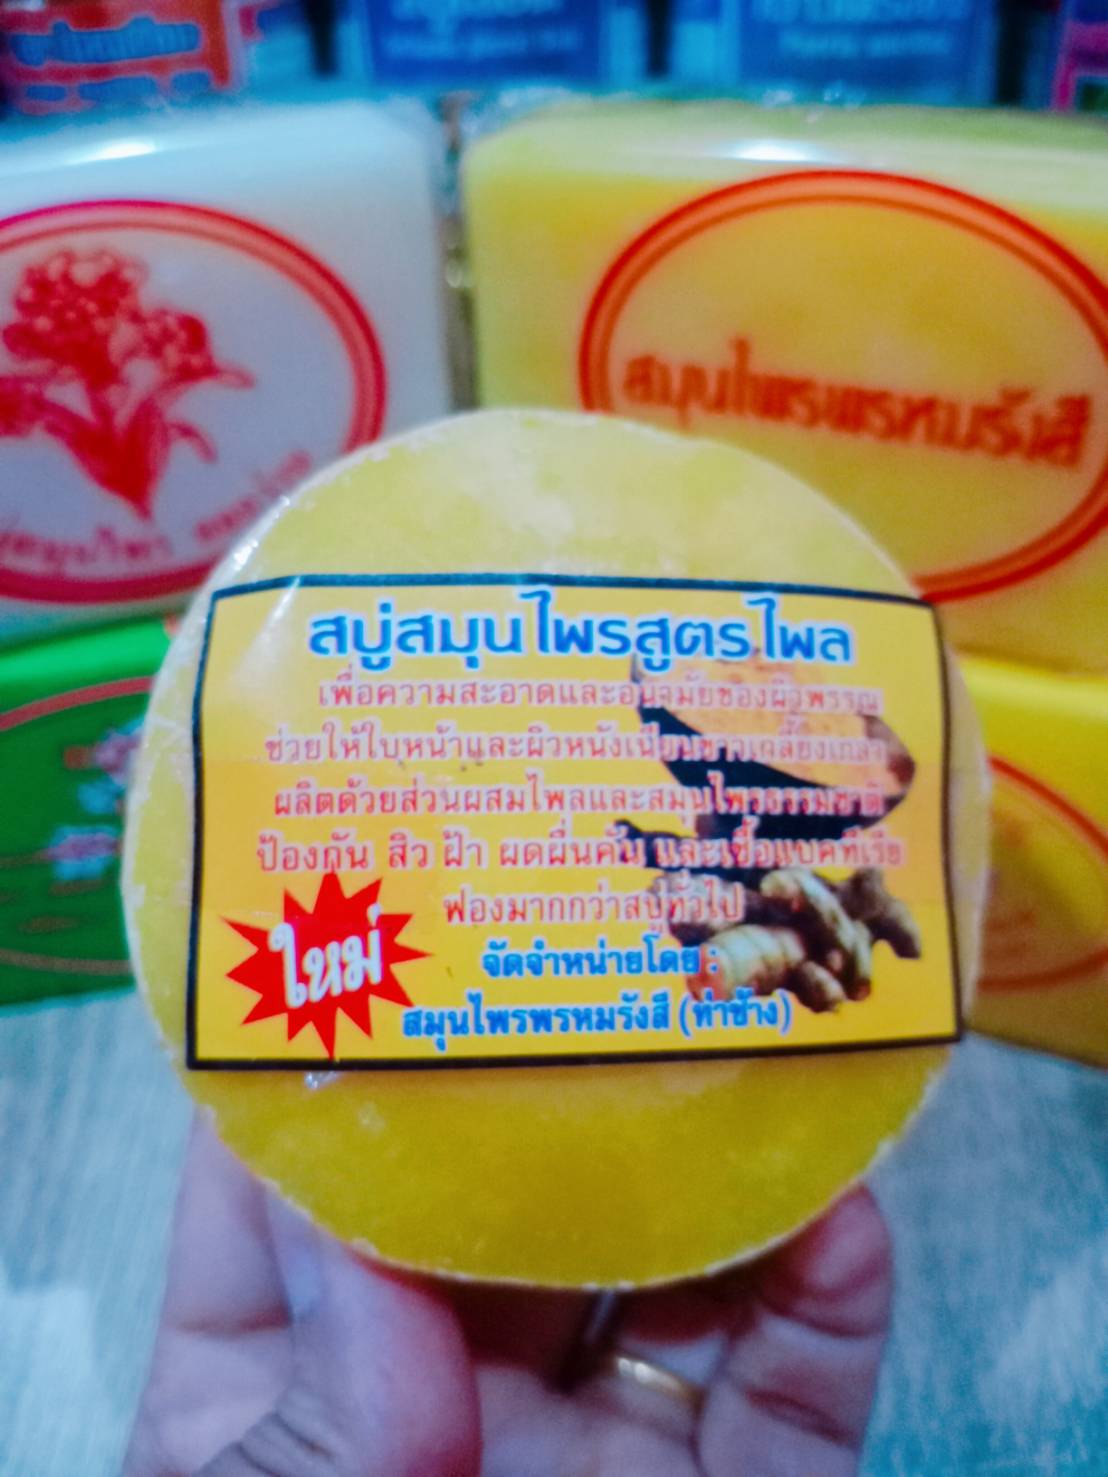 สมุนไพรพรหมรังสี
สบู่สมุนไพรสูตรไพล
เพื่อความสะอาดและอนามัยของผิวพรรณ
ช่วยให้ใบหน้าและผิวหนังเนียนขาวเกลี้ยงเกลา
ผลิตด้วยส่วนผสมไพลและสมุนไพรธรรมชาติ
ป้องกัน สิว ฝ้า ผดผื่นคัน และเชื้อแบคทีเรีย
ฟองมากกว่าสบู่ทั่วไป
ใหม่
จัดจำหน่ายโดย :
สมุนไพรพรหมรังสี (ท่าช้าง)